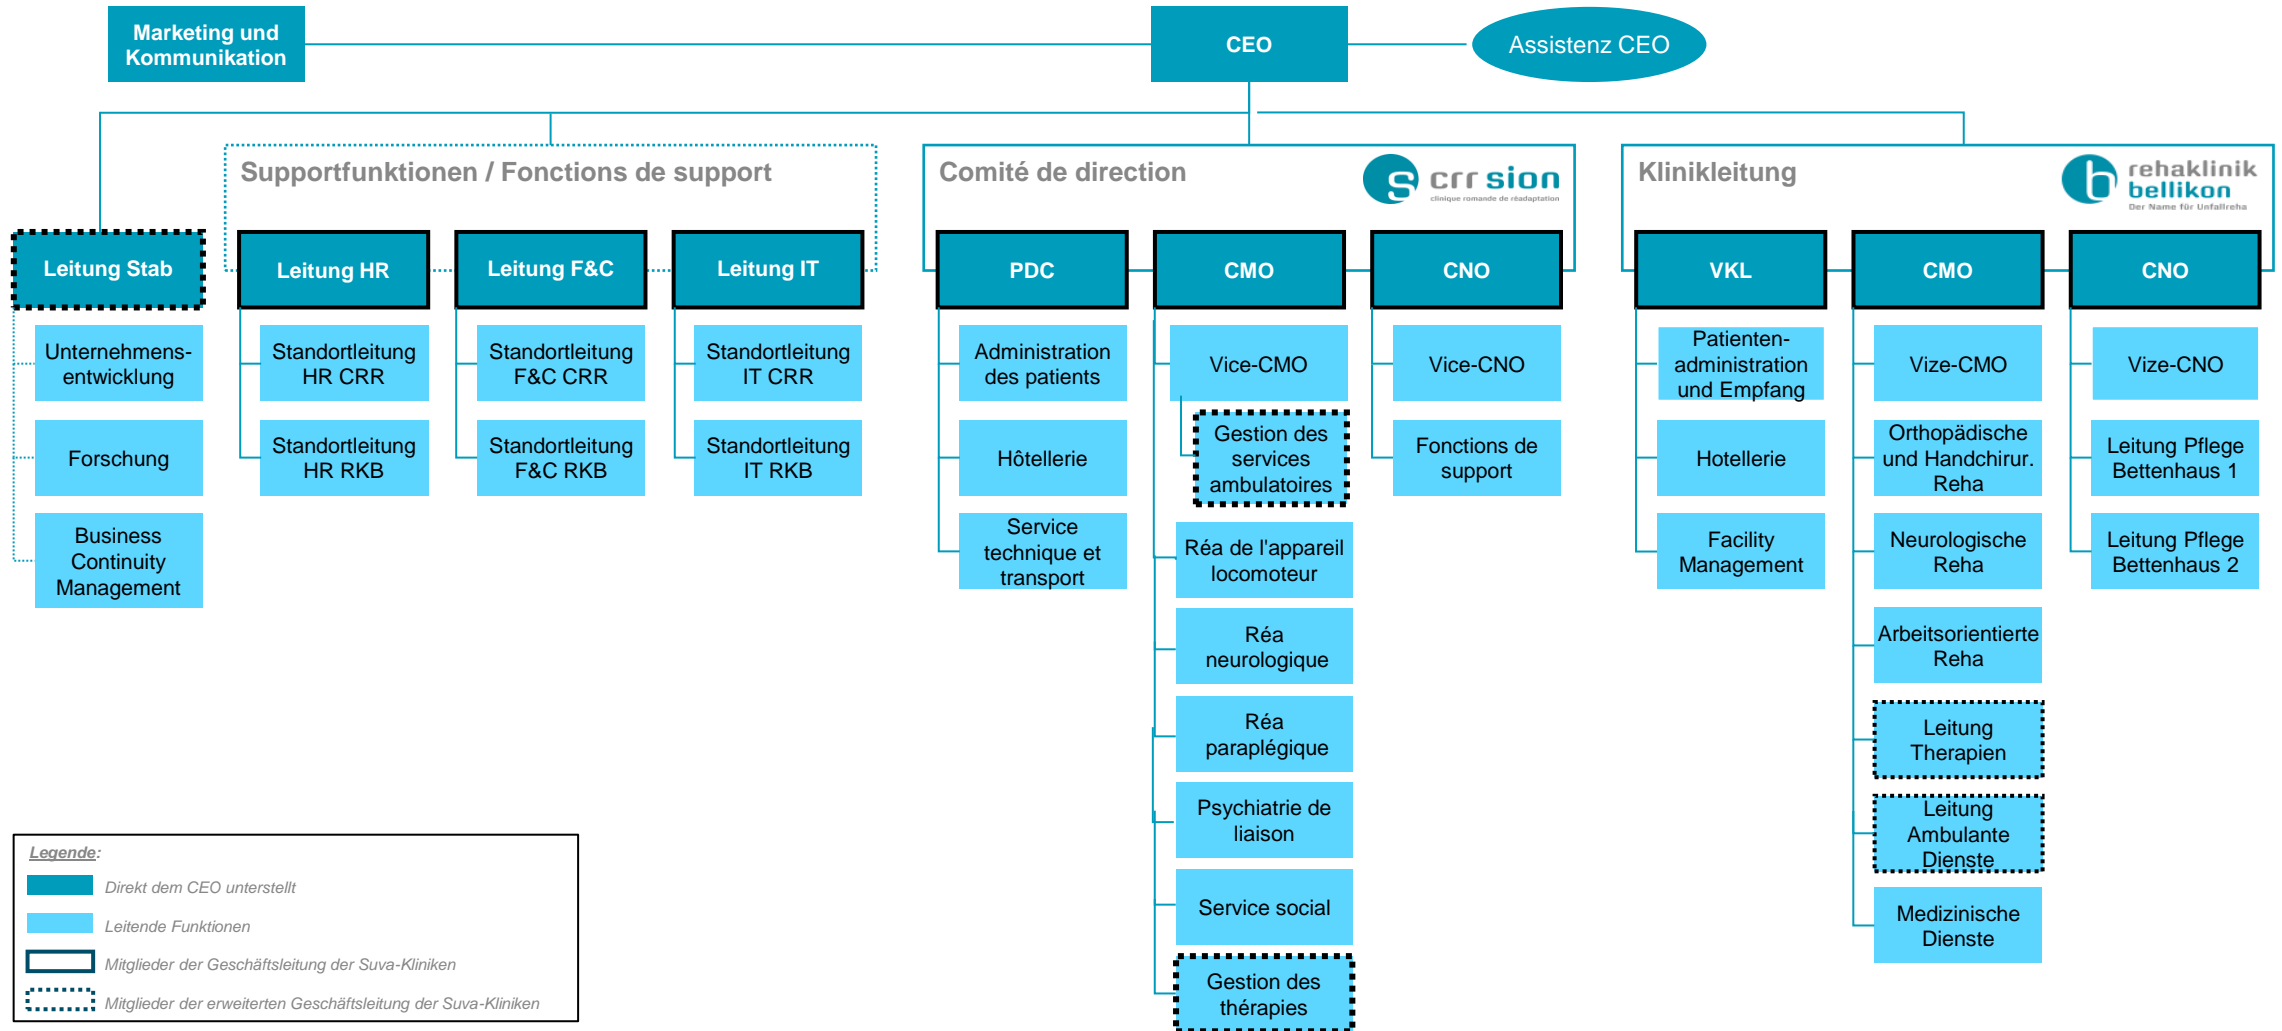 Marketing und
Kommunikation
CEO
Assistenz CEO
Supportfunktionen / Fonctions de support
Comité de direction
s crr sion
clinique romande de réadaptation
Klinikleitung
b rehaklinik
bellikon
Der Name für Unfallreha
Leitung Stab
Leitung HR
Leitung F&C
Leitung IT
PDC
CMO
CNO
VKL
CMO
CNO
Unternehmens-
entwicklung
Forschung
Business
Continuity
Management
Standortleitung
HR CRR
Standortleitung
HR RKB
Standortleitung
F&C CRR
Standortleitung
F&C RKB
Standortleitung
IT CRR
Standortleitung
IT RKB
Administration
des patients
Hôtellerie
Service
technique et
transport
Vice-CMO
Gestion des
services
ambulatoires
Réa de l'appareil
locomoteur
Réa
neurologique
Réa
paraplégique
Psychiatrie de
liaison
Service social
Gestion des
thérapies
Vice-CNO
Fonctions de
support
Patienten-
administration
und Empfang
Hotellerie
Facility
Management
Vize-CMO
Orthopädische
und Handchirur.
Reha
Neurologische
Reha
Arbeitsorientierte
Reha
Leitung
Therapien
Leitung
Ambulante
Dienste
Medizinische
Dienste
Vize-CNO
Leitung Pflege
Bettenhaus 1
Leitung Pflege
Bettenhaus 2
Legende:
Direkt dem CEO unterstellt
Leitende Funktionen
Mitglieder der Geschäftsleitung der Suva-Kliniken
Mitglieder der erweiterten Geschäftsleitung der Suva-Kliniken